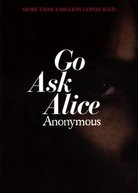 MORE THAN 4 MILLION COPIES SOLD
Go
Ask
Alice
Anonymous